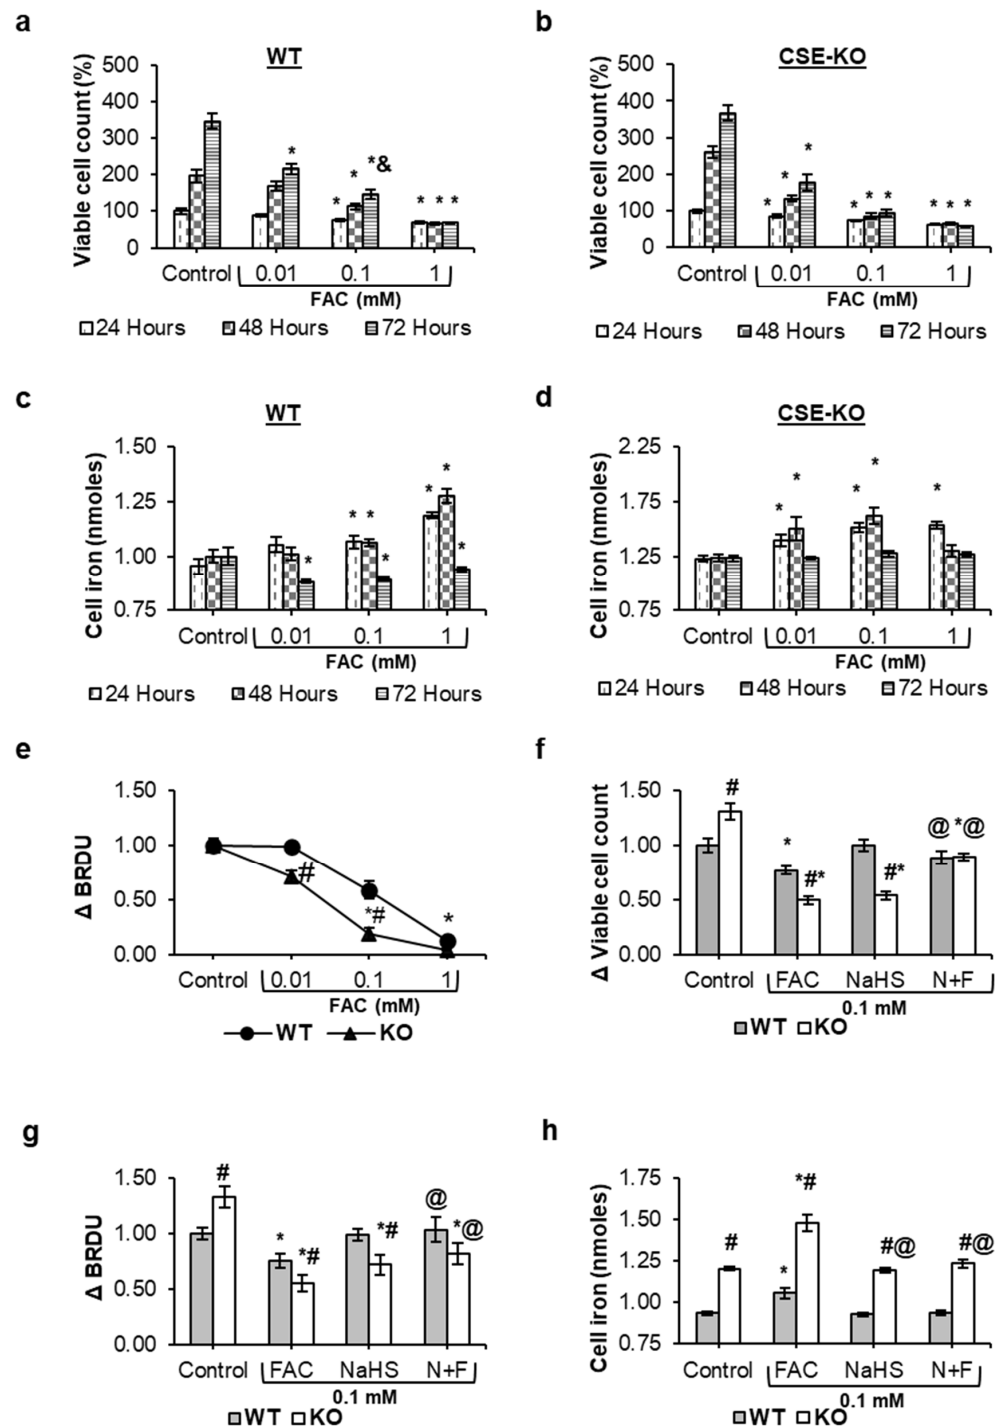 a
WT
Viable cell count (%)
500
400
300
200
100
0
*
*
*
*&
* * *
Control 0.01 0.1 1
FAC (mM)
24 Hours 48 Hours 72 Hours
b
CSE-KO
Viable cell count (%)
500
400
300
200
100
0
* * *
* * *
* * *
Control 0.01 0.1 1
FAC (mM)
24 Hours 48 Hours 72 Hours
c
WT
Cell iron (nmoles)
1.50
1.25
1.00
0.75
*
* * *
* * *
Control 0.01 0.1 1
FAC (mM)
24 Hours 48 Hours 72 Hours
d
CSE-KO
Cell iron (nmoles)
2.25
1.75
1.25
0.75
* *
* *
*
Control 0.01 0.1 1
FAC (mM)
24 Hours 48 Hours 72 Hours
e
Δ BRDU
1.50
1.00
0.50
0.00
#
*#
*
Control 0.01 0.1 1
FAC (mM)
WT KO
f
Δ Viable cell count
1.50
1.00
0.50
0.00
#
*
#*
#*
@ *@
Control FAC NaHS N+F
0.1 mM
WT KO
g
Δ BRDU
1.50
1.00
0.50
0.00
#
*
*#
*#
@
*@
Control FAC NaHS N+F
0.1 mM
WT KO
h
Cell iron (nmoles)
1.75
1.50
1.25
1.00
0.75
#
*
*#
#@
#@
Control FAC NaHS N+F
0.1 mM
WT KO